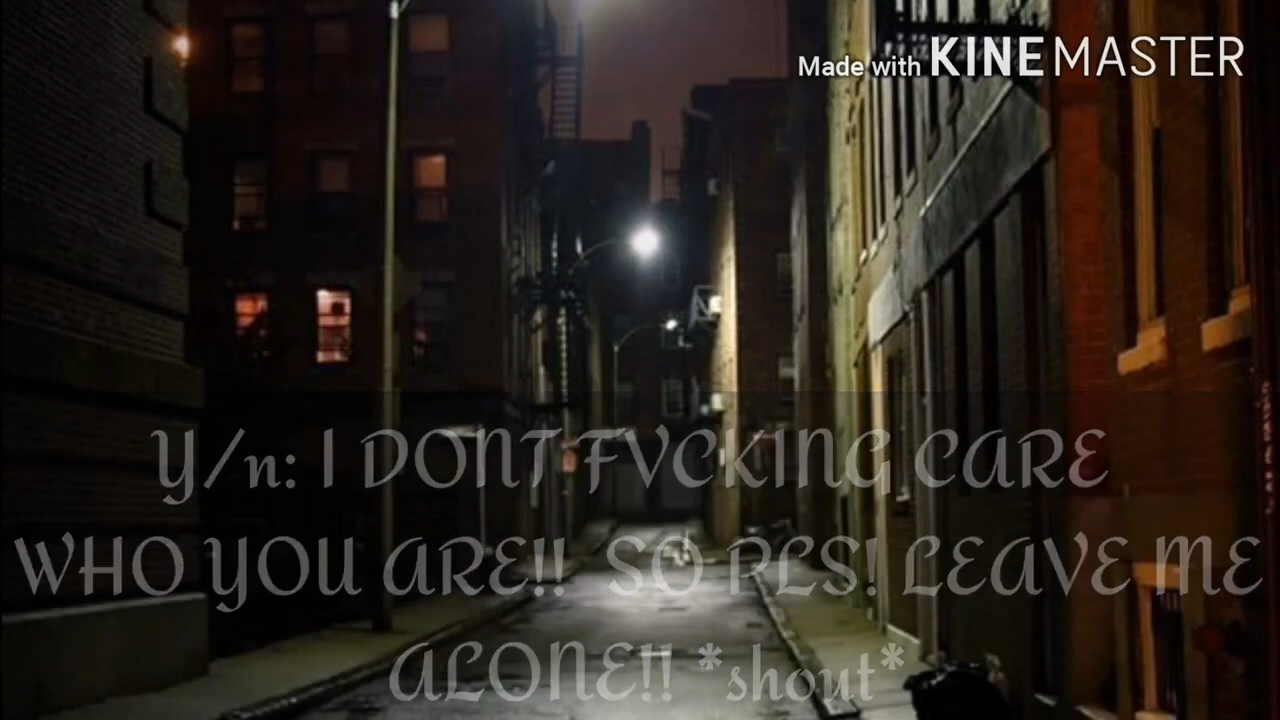 Made with KINEMASTER
Y/n: I DONT FVCKING CARE
WHO YOU ARE!! SO PLS! LEAVE ME
ALONE!! *shout*